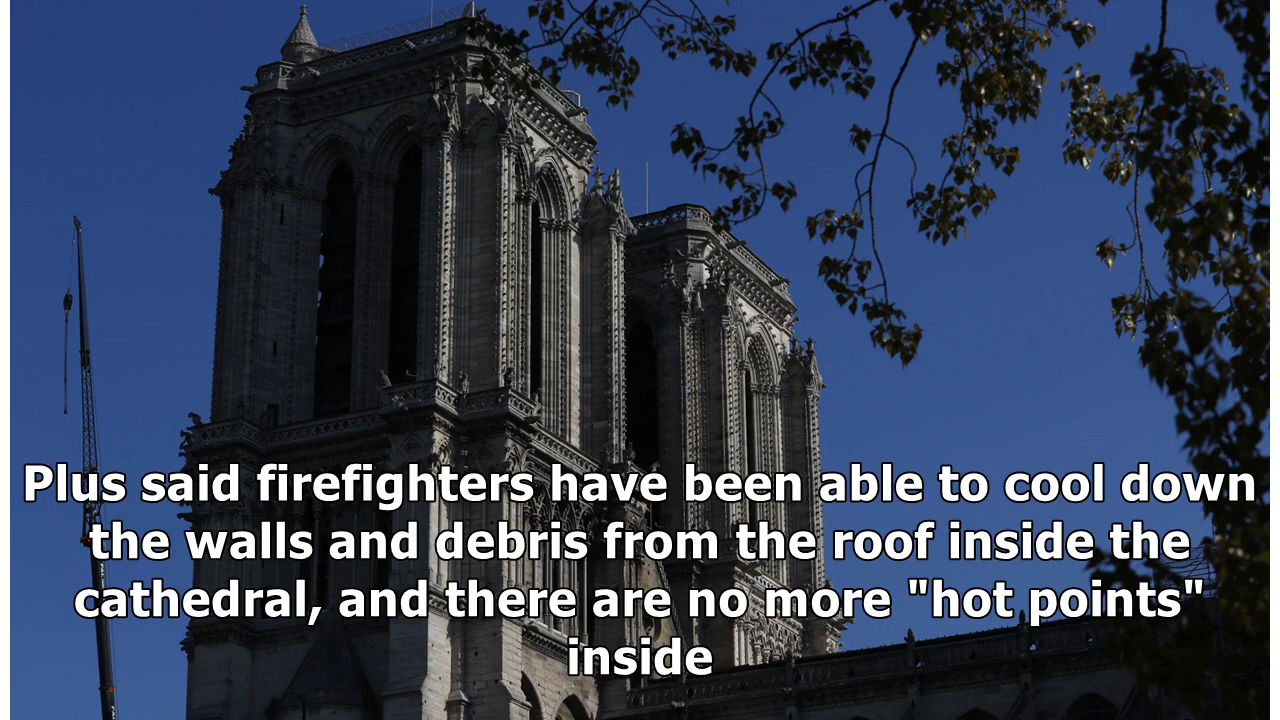 Plus said firefighters have been able to cool down
the walls and debris from the roof inside the
cathedral, and there are no more "hot points"
inside